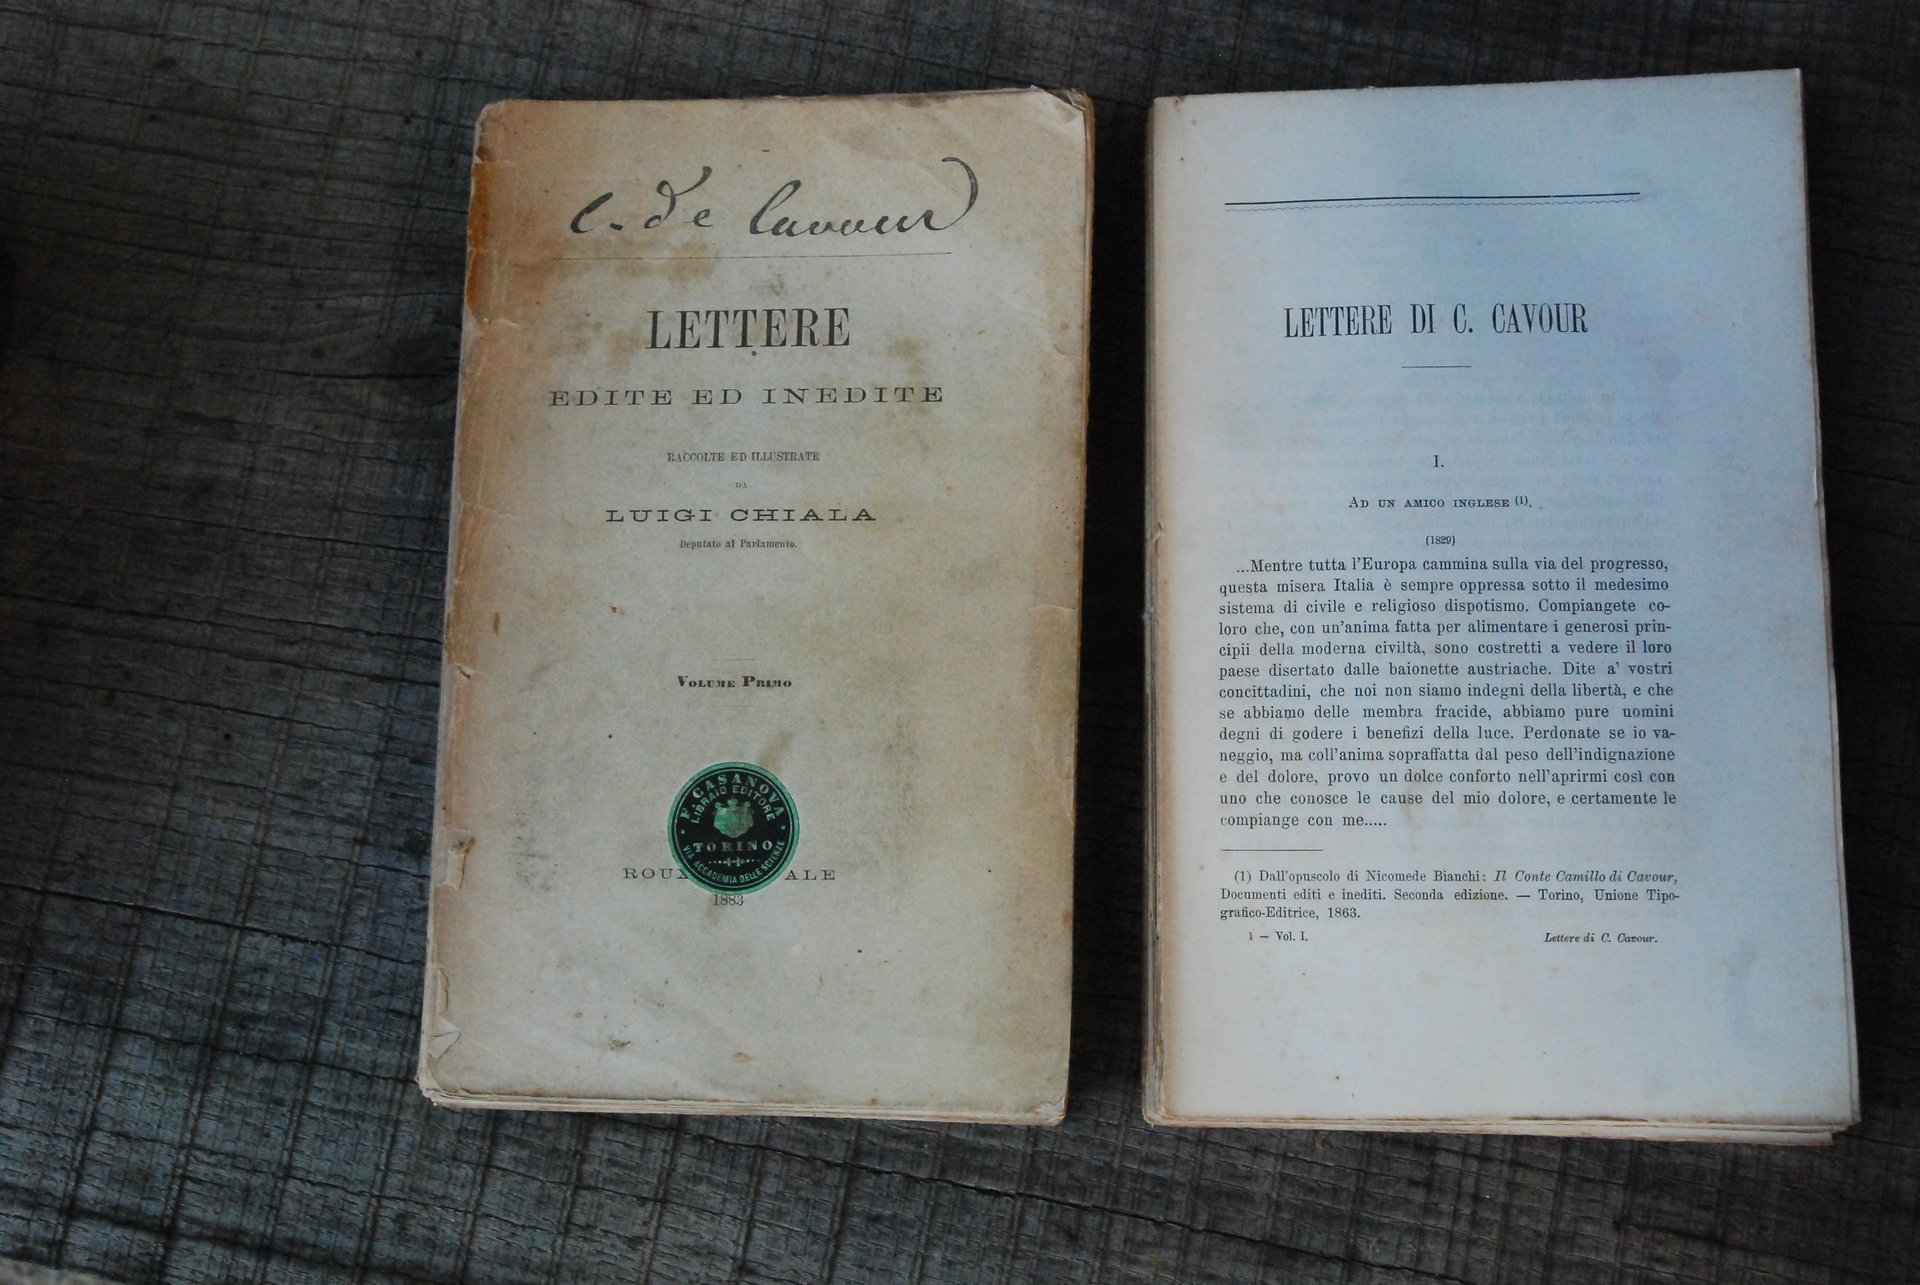 C. de Cavour
LETTERE
EDITE ED INEDITE
RACCOLTE ED ILLUSTRATE
DA
LUIGI CHIALA
Deputato al Parlamento.
VOLUME PRIMO
F. CASANOVA
LIBRAIO EDITORE
TORINO
VIA ACCADEMIA DELLE SCIENZE
ROUX ALE
1883
LETTERE DI C. CAVOUR
I.
AD UN AMICO INGLESE (1).
(1829)
...Mentre tutta l'Europa cammina sulla via del progresso,
questa misera Italia è sempre oppressa sotto il medesimo
sistema di civile e religioso dispotismo. Compiangete co-
loro che, con un'anima fatta per alimentare i generosi prin-
cipii della moderna civiltà, sono costretti a vedere il loro
paese disertato dalle baionette austriache. Dite a' vostri
concittadini, che noi non siamo indegni della libertà, e che
se abbiamo delle membra fracide, abbiamo pure uomini
degni di godere i benefizi della luce. Perdonate se io va-
neggio, ma coll'anima sopraffatta dal peso dell'indignazione
e del dolore, provo un dolce conforto nell'aprirmi così con
uno che conosce le cause del mio dolore, e certamente le
compiange con me.....
(1) Dall'opuscolo di Nicomede Bianchi: Il Conte Camillo di Cavour,
Documenti editi e inediti. Seconda edizione. — Torino, Unione Tipo-
grafico-Editrice, 1863.
1 — Vol. I.
Lettere di C. Cavour.